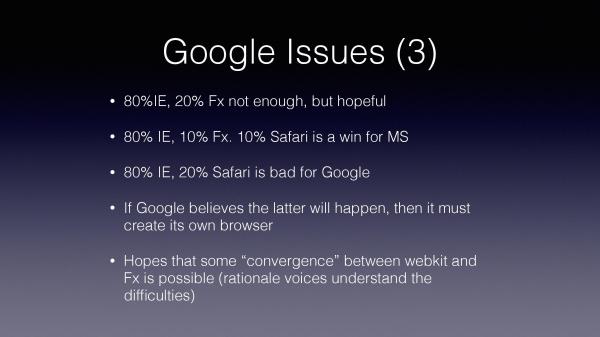 Google Issues (3)
• 80%IE, 20% Fx not enough, but hopeful
• 80% IE, 10% Fx. 10% Safari is a win for MS
• 80% IE, 20% Safari is bad for Google
• If Google believes the latter will happen, then it must
create its own browser
• Hopes that some “convergence” between webkit and
Fx is possible (rationale voices understand the
difficulties)